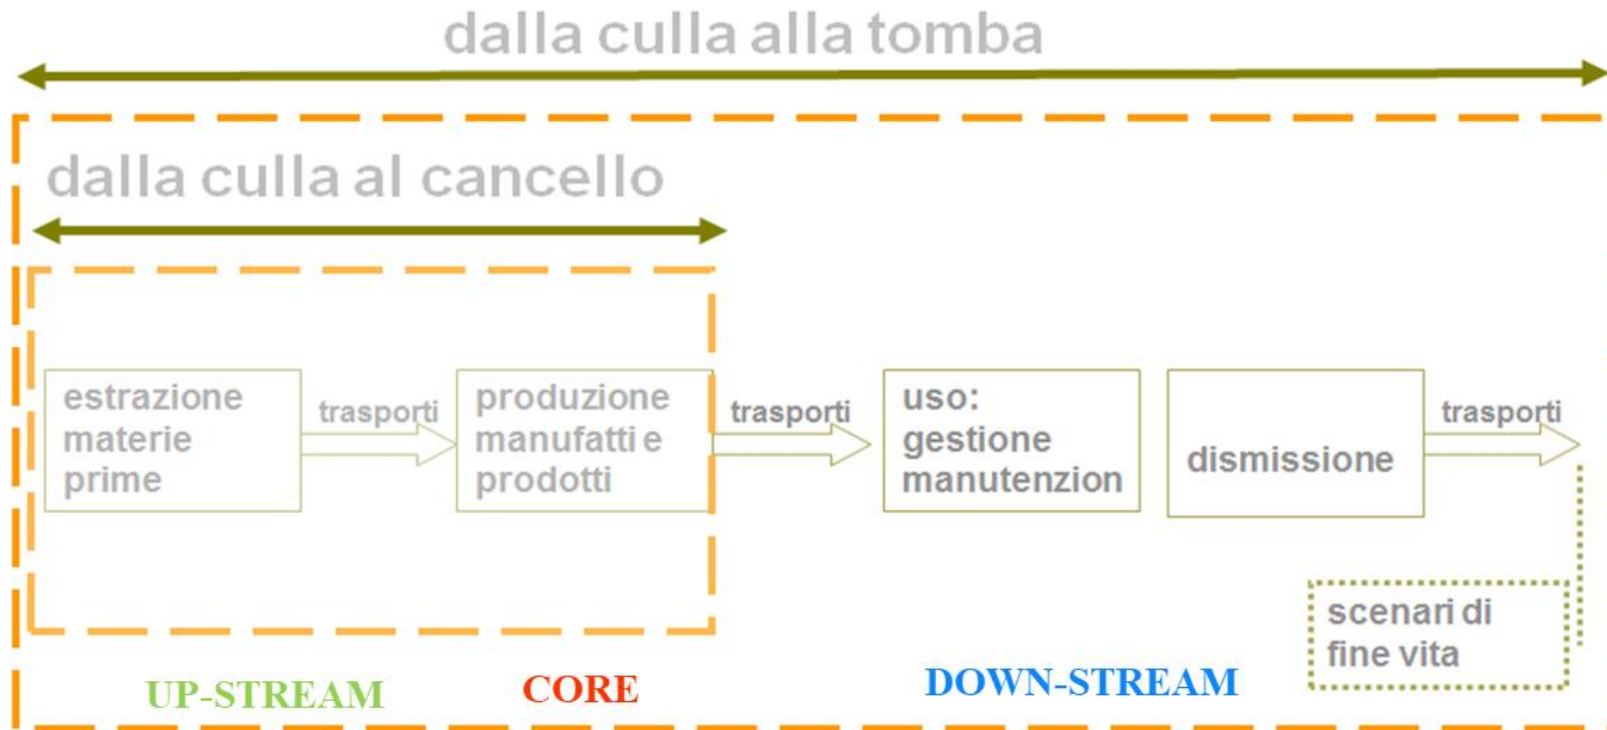 dalla culla alla tomba
dalla culla al cancello
estrazione
materie
prime
trasporti
produzione
manufatti e
prodotti
trasporti
uso:
gestione
manutenzion
dismissione
trasporti
scenari di
fine vita
UP-STREAM
CORE
DOWN-STREAM